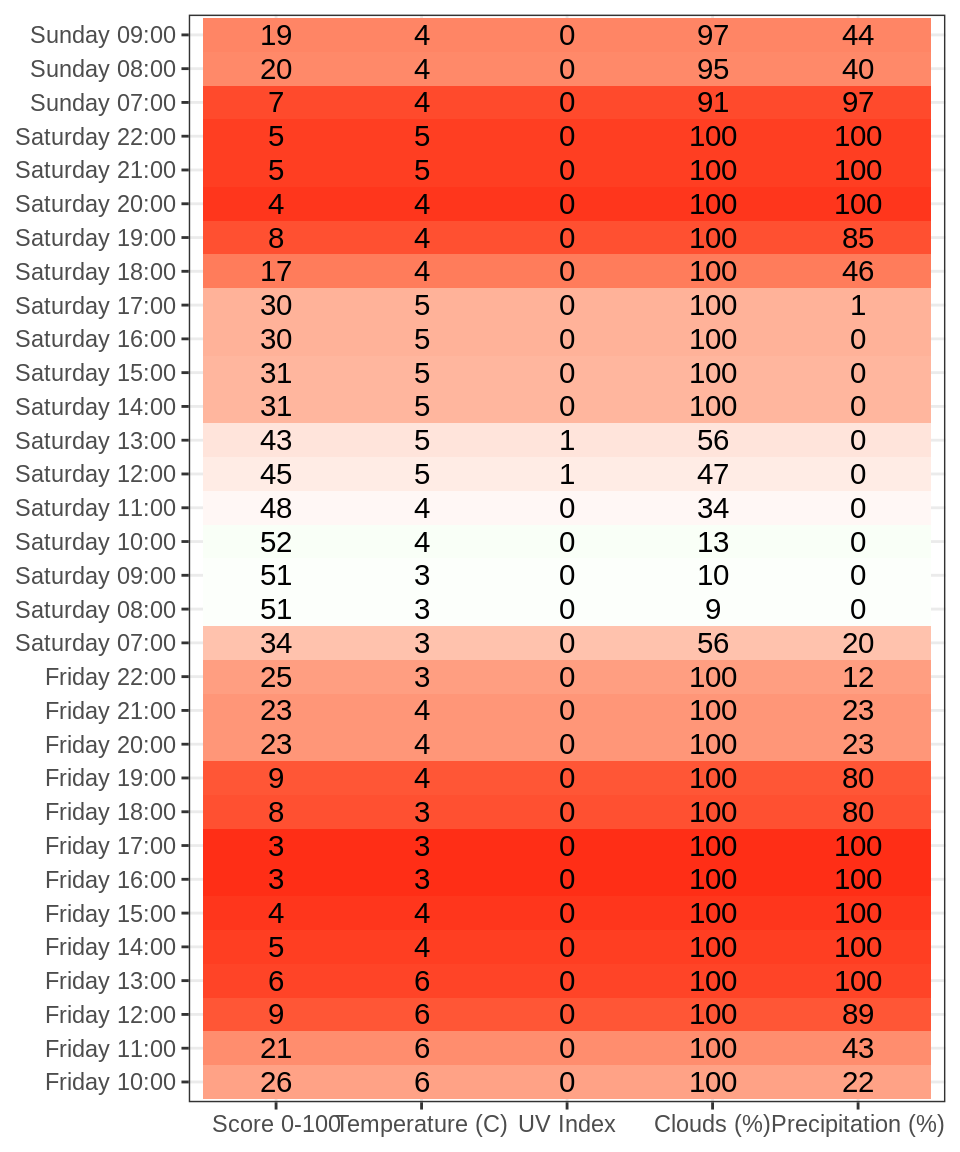 Sunday 09:00 19 4 0 97 44
Sunday 08:00 20 4 0 95 40
Sunday 07:00 7 4 0 91 97
Saturday 22:00 5 5 0 100 100
Saturday 21:00 5 5 0 100 100
Saturday 20:00 4 4 0 100 100
Saturday 19:00 8 4 0 100 85
Saturday 18:00 17 4 0 100 46
Saturday 17:00 30 5 0 100 1
Saturday 16:00 30 5 0 100 0
Saturday 15:00 31 5 0 100 0
Saturday 14:00 31 5 0 100 0
Saturday 13:00 43 5 1 56 0
Saturday 12:00 45 5 1 47 0
Saturday 11:00 48 4 0 34 0
Saturday 10:00 52 4 0 13 0
Saturday 09:00 51 3 0 10 0
Saturday 08:00 51 3 0 9 0
Saturday 07:00 34 3 0 56 20
Friday 22:00 25 3 0 100 12
Friday 21:00 23 4 0 100 23
Friday 20:00 23 4 0 100 23
Friday 19:00 9 4 0 100 80
Friday 18:00 8 3 0 100 80
Friday 17:00 3 3 0 100 100
Friday 16:00 3 3 0 100 100
Friday 15:00 4 4 0 100 100
Friday 14:00 5 4 0 100 100
Friday 13:00 6 6 0 100 100
Friday 12:00 9 6 0 100 89
Friday 11:00 21 6 0 100 43
Friday 10:00 26 6 0 100 22
Score 0-100 Temperature (C) UV Index Clouds (%) Precipitation (%)